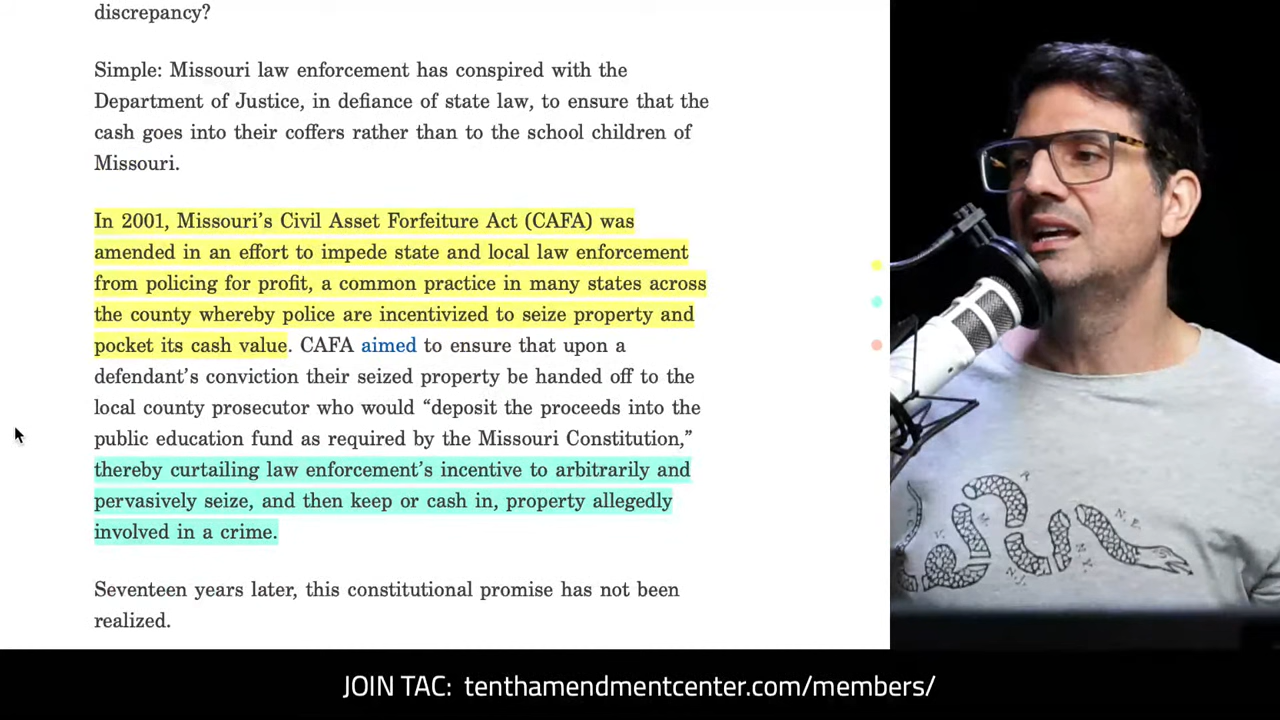 discrepancy?
Simple: Missouri law enforcement has conspired with the
Department of Justice, in defiance of state law, to ensure that the
cash goes into their coffers rather than to the school children of
Missouri.
In 2001, Missouri’s Civil Asset Forfeiture Act (CAFA) was
amended in an effort to impede state and local law enforcement
from policing for profit, a common practice in many states across
the county whereby police are incentivized to seize property and
pocket its cash value. CAFA aimed to ensure that upon a
defendant’s conviction their seized property be handed off to the
local county prosecutor who would “deposit the proceeds into the
public education fund as required by the Missouri Constitution,”
thereby curtailing law enforcement’s incentive to arbitrarily and
pervasively seize, and then keep or cash in, property allegedly
involved in a crime.
Seventeen years later, this constitutional promise has not been
realized.
R.
N.E.
M.
V.
N.Y.
N.J.
JOIN TAC: tenthamendmentcenter.com/members/